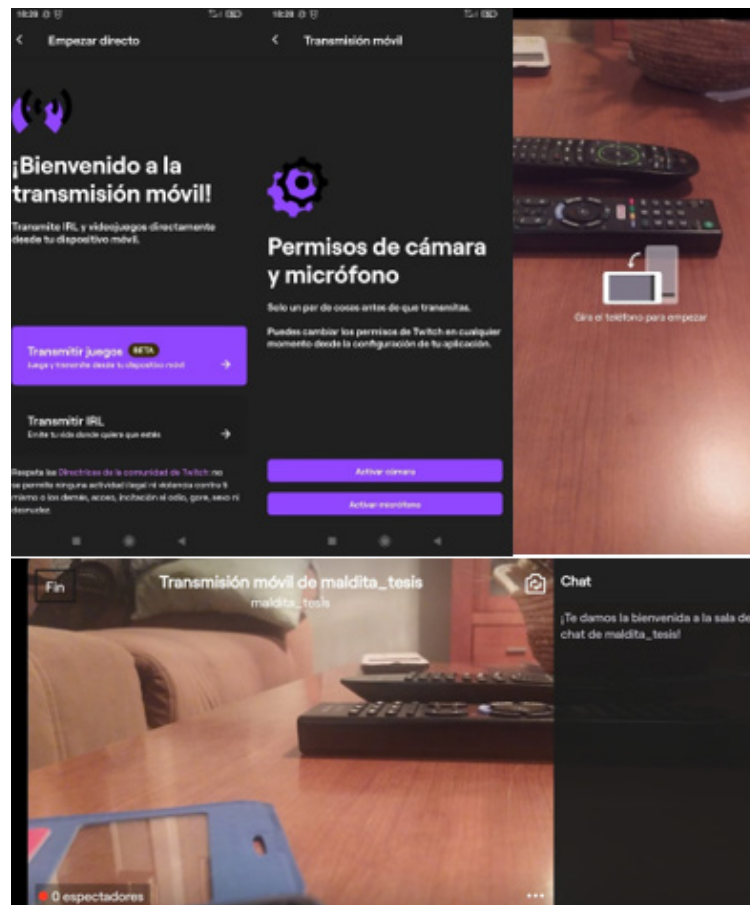 18:39
Empezar directo
¡Bienvenido a la
transmisión móvil!
Transmite IRL y videojuegos directamente
desde tu dispositivo móvil.
Transmitir juegos BETA
Juega y transmite desde tu dispositivo móvil
Transmitir IRL
Emite tu vida donde quiera que estés
Respeta las Directrices de la comunidad de Twitch: no
se permite ninguna actividad ilegal ni violencia contra ti
mismo o los demás, acoso, incitación al odio, gore, sexo ni
desnudez.
18:39
Transmisión móvil
Permisos de cámara
y micrófono
Solo un par de cosas antes de que transmitas.
Puedes cambiar los permisos de Twitch en cualquier
momento desde la configuración de tu aplicación.
Activar cámara
Activar micrófono
Gira el teléfono para empezar
Fin
Transmisión móvil de maldita_tesis
maldita_tesis
0 espectadores
Chat
¡Te damos la bienvenida a la sala de
chat de maldita_tesis!